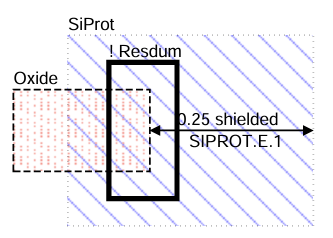 SiProt
! Resdum
Oxide
0.25 shielded
SIPROT.E.1